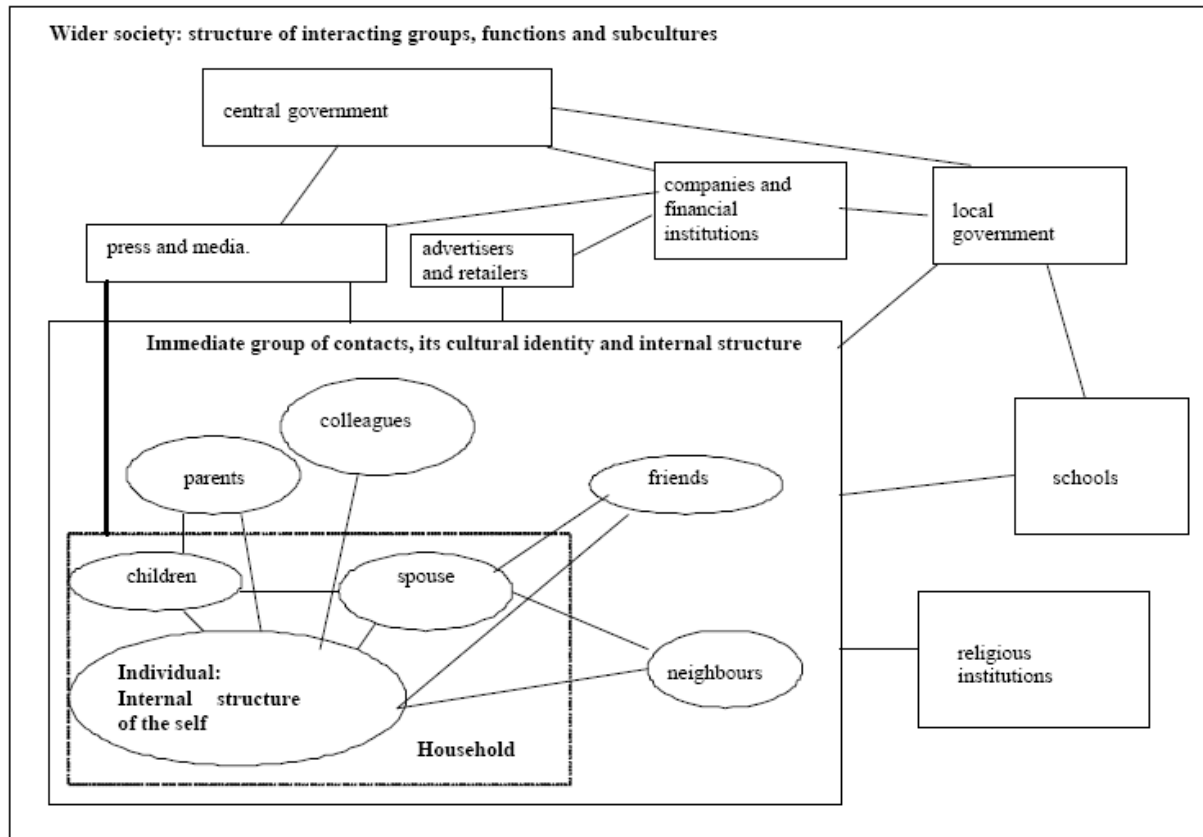 Wider society: structure of interacting groups, functions and subcultures
central government
companies and
financial
institutions
local
government
press and media.
advertisers
and retailers
Immediate group of contacts, its cultural identity and internal structure
colleagues
parents
friends
schools
children
spouse
Individual:
Internal structure
of the self
neighbours
religious
institutions
Household